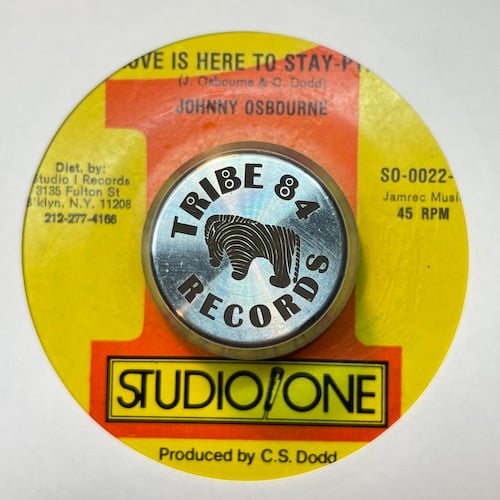 OVE IS HERE TO STAY-P
(J. Osbourne & C. Dodd)
JOHNNY OSBOURNE
Dist. by:
Studio I Records
3135 Fulton St
B'klyn, N.Y. 11208
212-277-4166
SO-0022-
Jamrec Music
45 RPM
TRIBE 84
RECORDS
STUDIO ONE
Produced by C.S. Dodd